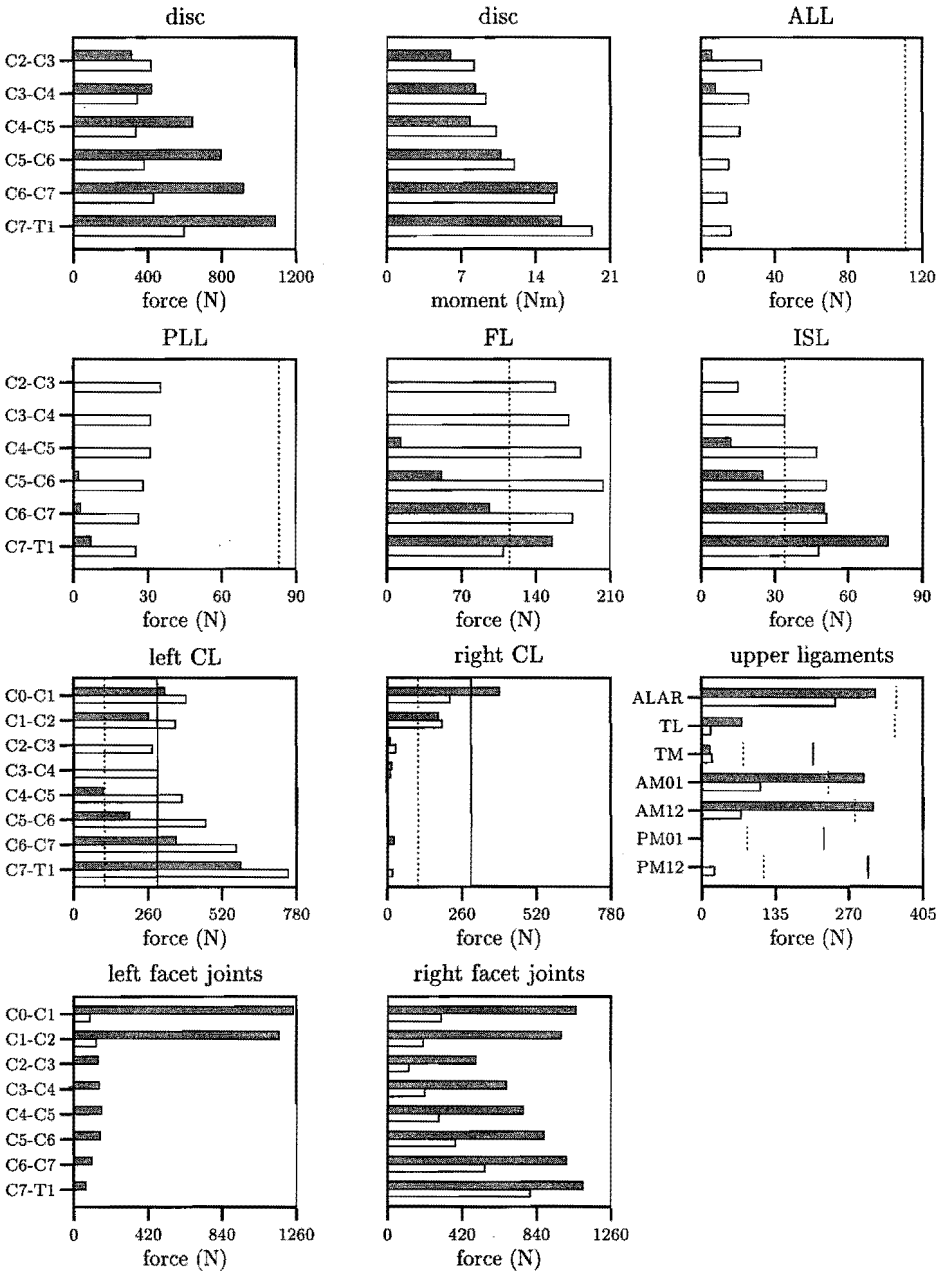 disc
disc
ALL
C2-C3
C3-C4
C4-C5
C5-C6
C6-C7
C7-T1
0 400 800 1200
0 7 14 21
0 40 80 120
force (N)
moment (Nm)
force (N)
PLL
FL
ISL
C2-C3
C3-C4
C4-C5
C5-C6
C6-C7
C7-T1
0 30 60 90
0 70 140 210
0 30 60 90
force (N)
force (N)
force (N)
left CL
right CL
upper ligaments
C0-C1
C1-C2
C2-C3
C3-C4
C4-C5
C5-C6
C6-C7
C7-T1
ALAR
TL
TM
AM01
AM12
PM01
PM12
0 260 520 780
0 260 520 780
0 135 270 405
force (N)
force (N)
force (N)
left facet joints
right facet joints
C0-C1
C1-C2
C2-C3
C3-C4
C4-C5
C5-C6
C6-C7
C7-T1
0 420 840 1260
0 420 840 1260
force (N)
force (N)